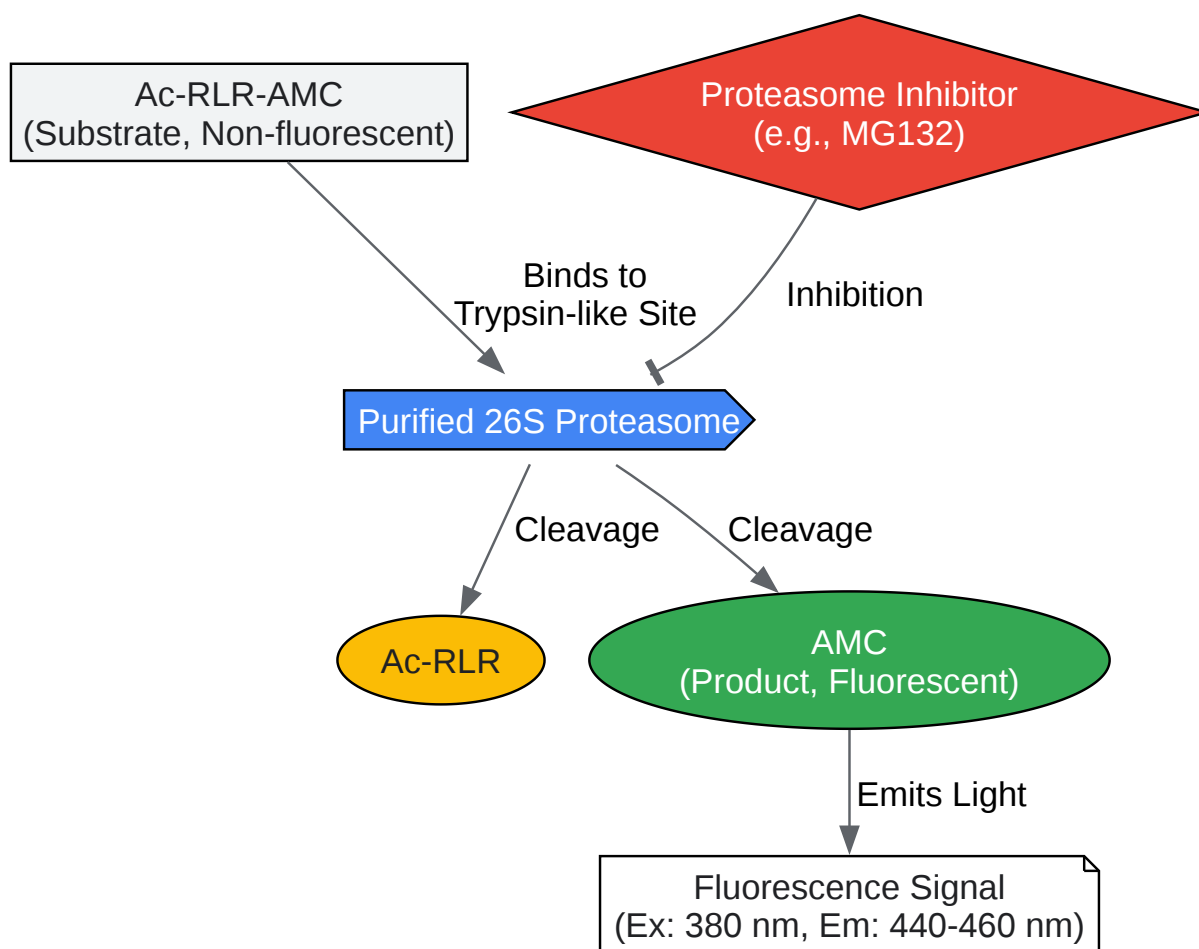 Ac-RLR-AMC
(Substrate, Non-fluorescent)
Proteasome Inhibitor
(e.g., MG132)
Binds to
Trypsin-like Site
Inhibition
Purified 26S Proteasome
Cleavage
Cleavage
Ac-RLR
AMC
(Product, Fluorescent)
Emits Light
Fluorescence Signal
(Ex: 380 nm, Em: 440-460 nm)